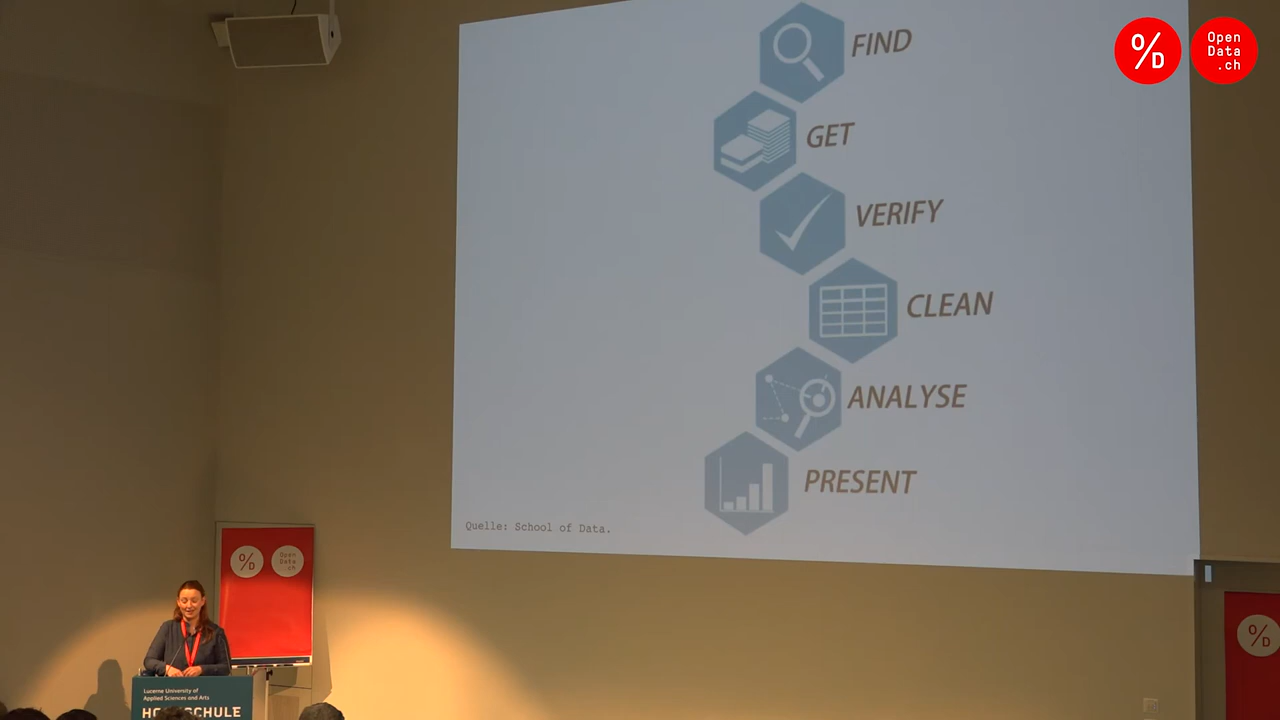 FIND
GET
VERIFY
CLEAN
ANALYSE
PRESENT
Quelle: School of Data.
O/D
Open
Data
.ch
O/D
Open
Data
.ch
Lucerne University of
Applied Sciences and Arts
O/D